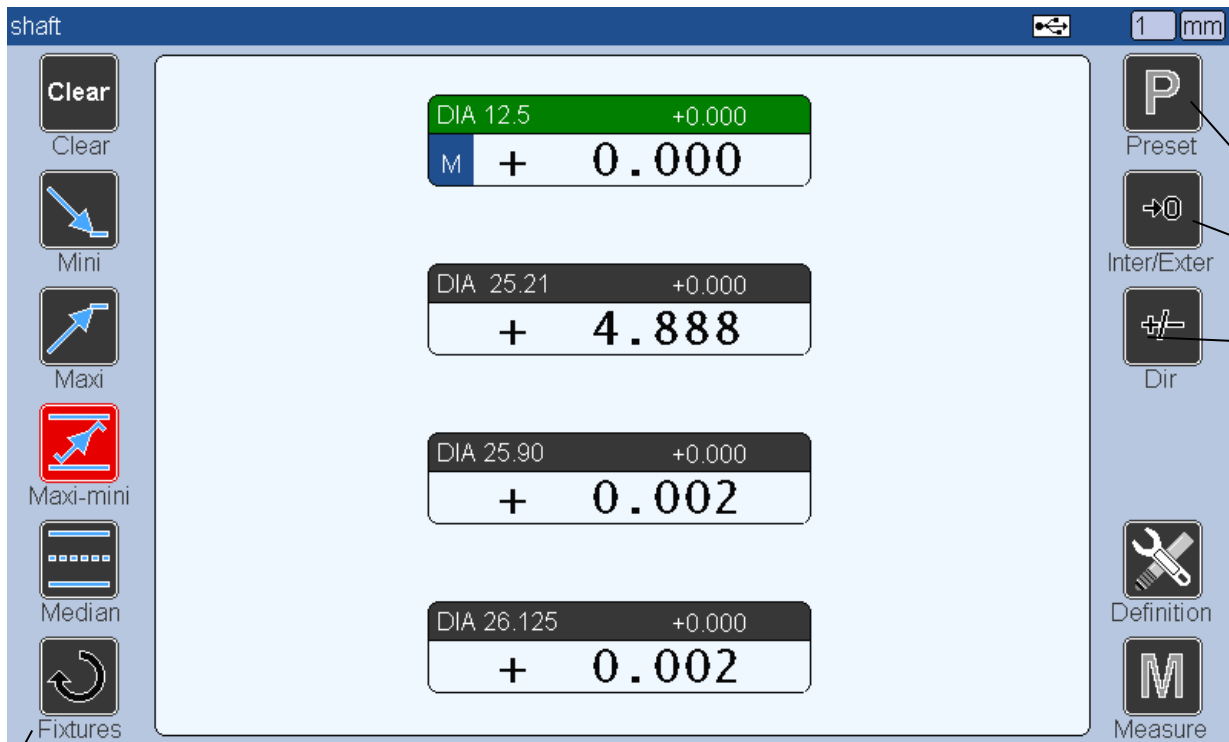 shaft
1 mm
Clear
Clear
Mini
Maxi
Maxi-mini
Median
Fixtures
DIA 12.5 +0.000
M + 0.000
DIA 25.21 +0.000
+ 4.888
DIA 25.90 +0.000
+ 0.002
DIA 26.125 +0.000
+ 0.002
P
Preset
→0
Inter/Exter
+/-
Dir
Definition
M
Measure